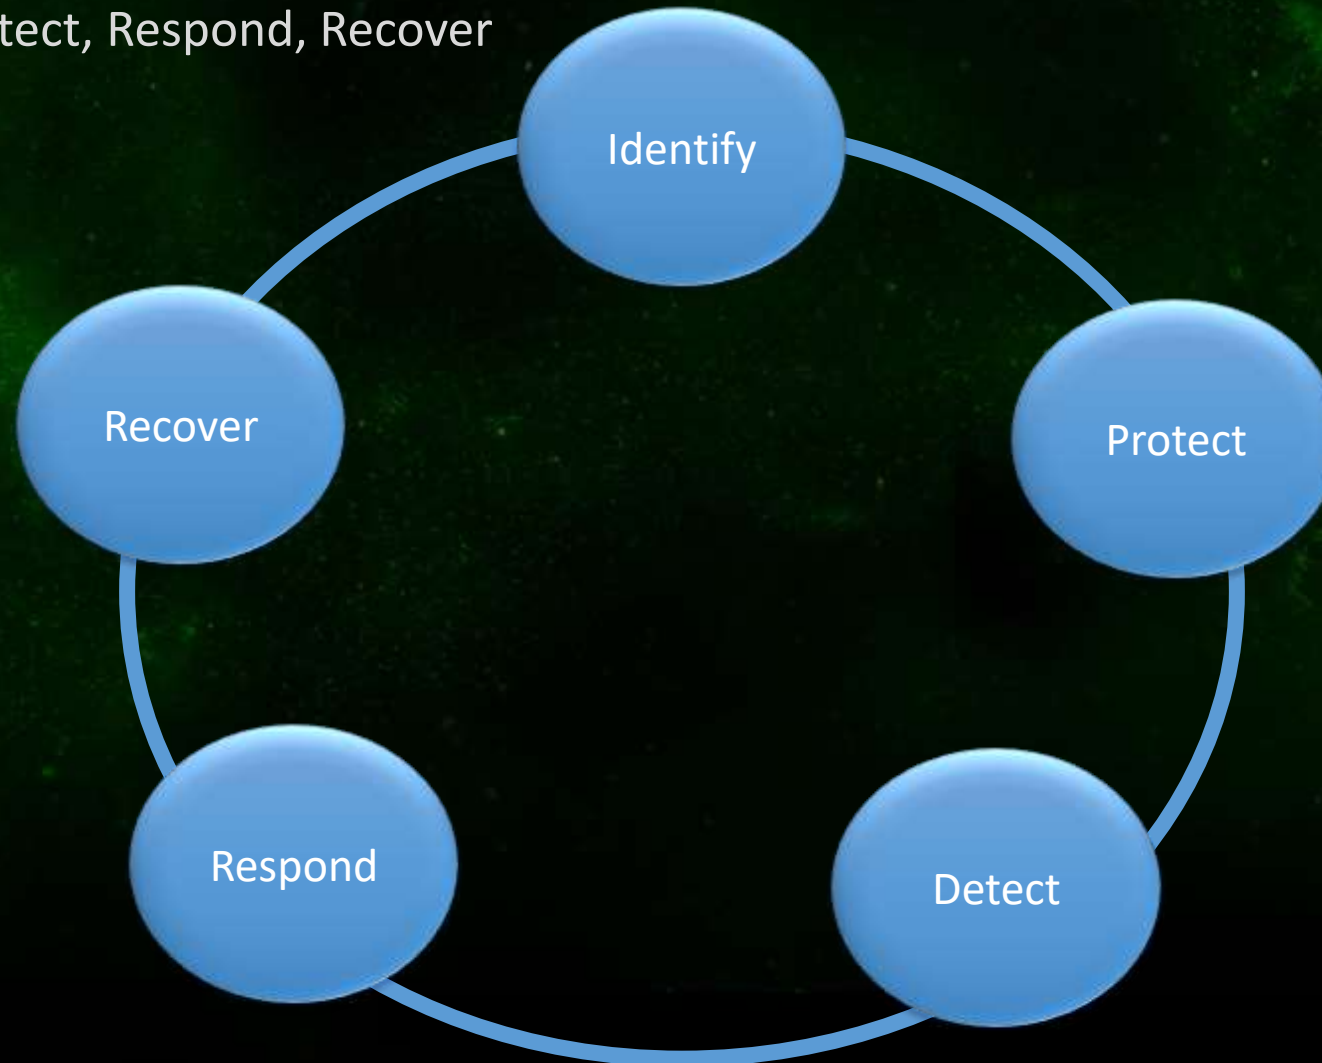 tect, Respond, Recover
Identify
Protect
Detect
Respond
Recover